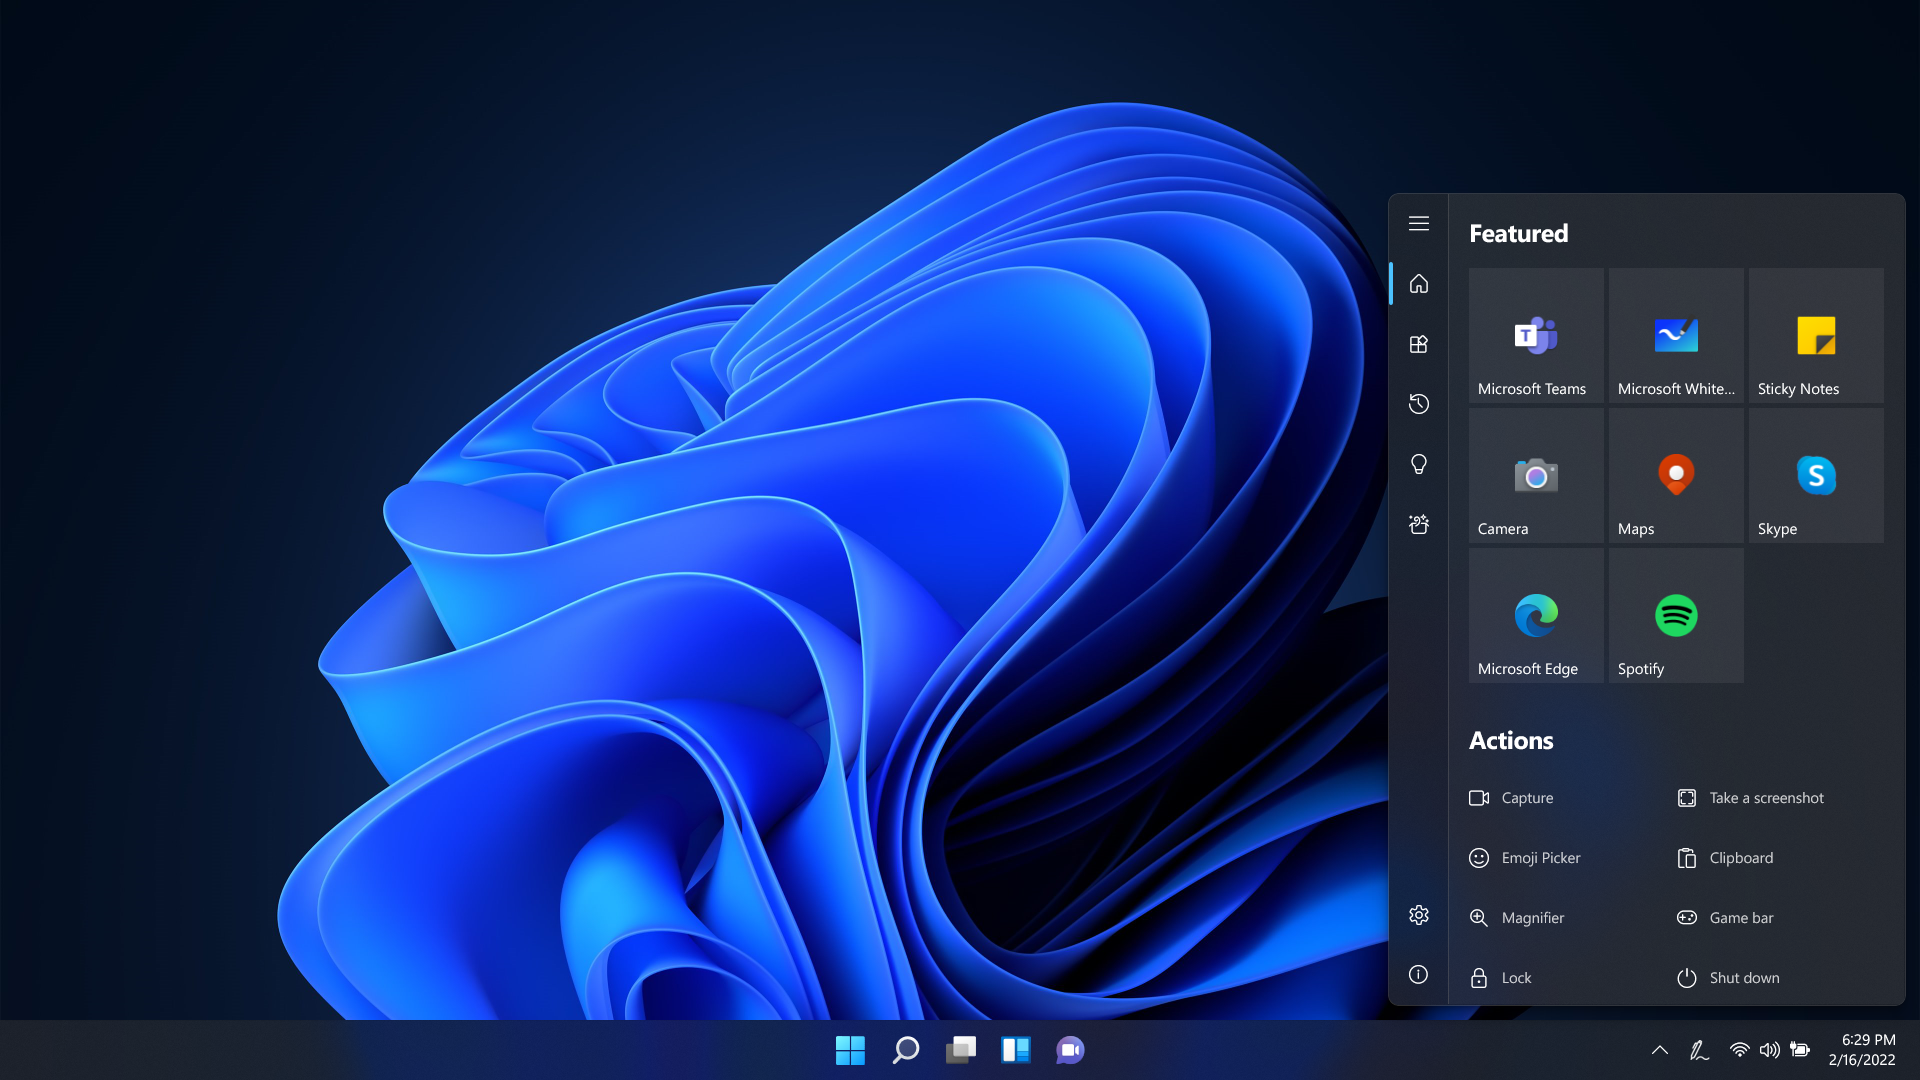 Featured
T
Microsoft Teams
Microsoft White...
Sticky Notes
S
Camera
Maps
Skype
Microsoft Edge
Spotify
Actions
Capture
Take a screenshot
Emoji Picker
Clipboard
Magnifier
Game bar
Lock
Shut down
6:29 PM
2/16/2022